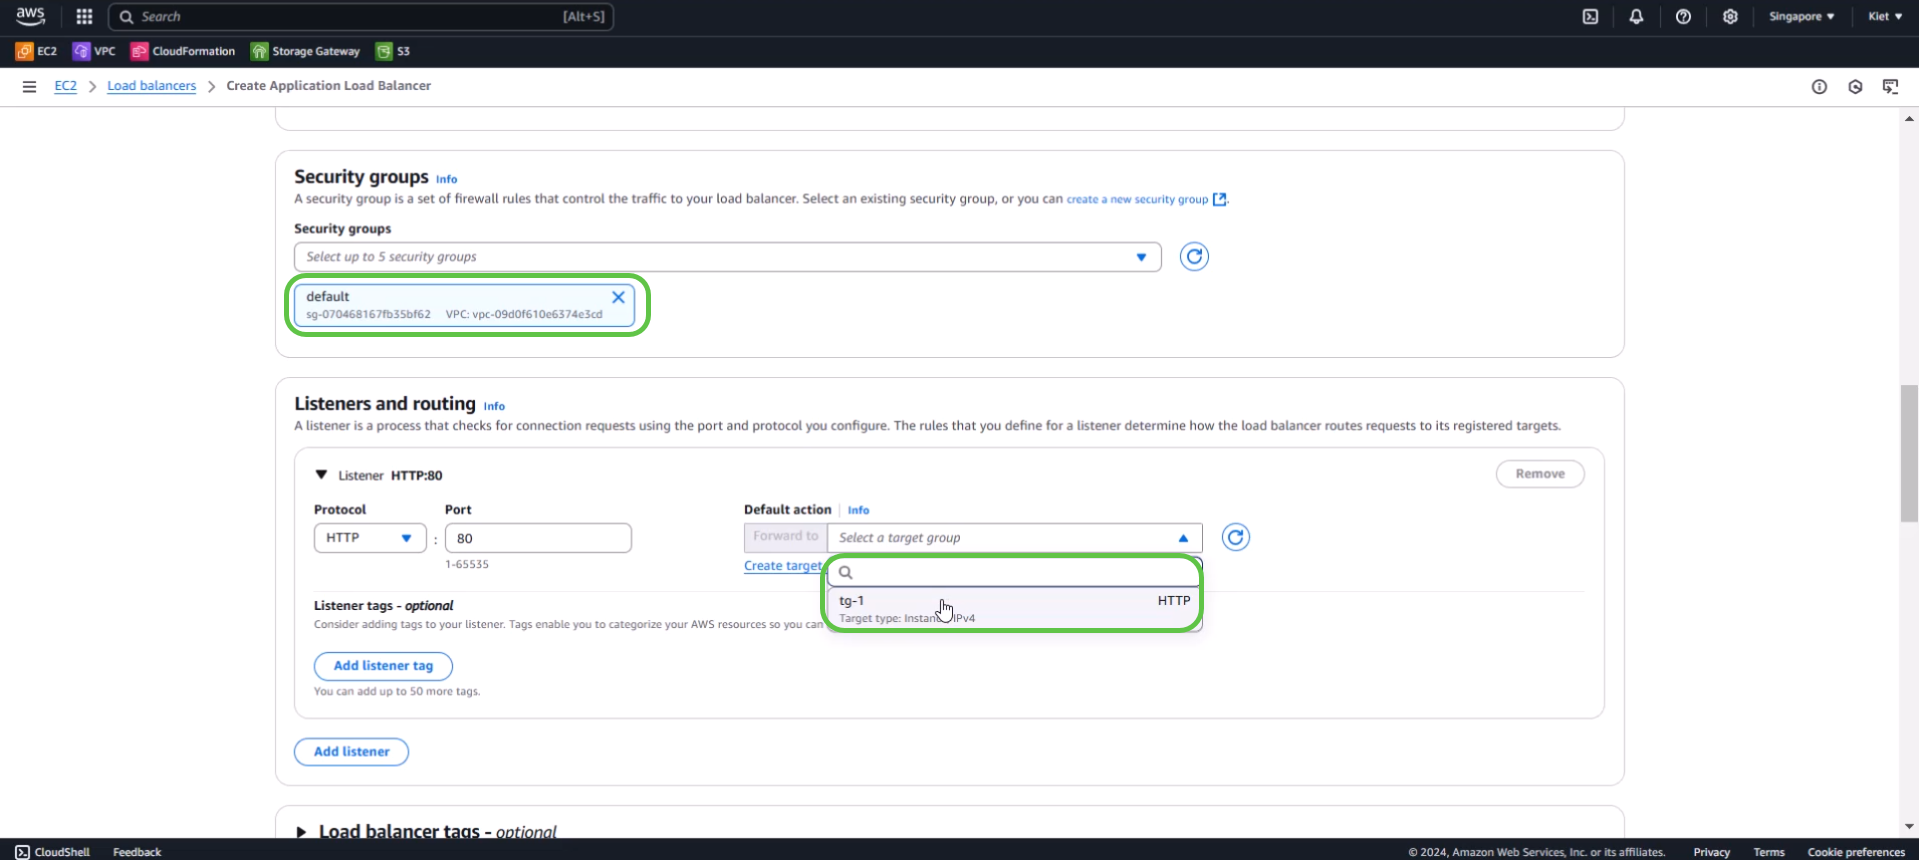 aws Search [Alt+S] Singapore Kiet
EC2 VPC CloudFormation Storage Gateway S3
EC2 Load balancers Create Application Load Balancer
Security groups Info
A security group is a set of firewall rules that control the traffic to your load balancer. Select an existing security group, or you can create a new security group.
Security groups
Select up to 5 security groups
default
sg-070468167fb35bf62 VPC: vpc-09d0f610e6374e3cd
Listeners and routing Info
A listener is a process that checks for connection requests using the port and protocol you configure. The rules that you define for a listener determine how the load balancer routes requests to its registered targets.
Listener HTTP:80 Remove
Protocol Port Default action Info
HTTP : 80 Forward to Select a target group
1-65535 Create target
tg-1 HTTP
Target type: Instance, IPv4
Listener tags - optional
Consider adding tags to your listener. Tags enable you to categorize your AWS resources so you can
Add listener tag
You can add up to 50 more tags.
Add listener
Load balancer tags - optional
CloudShell Feedback © 2024, Amazon Web Services, Inc. or its affiliates. Privacy Terms Cookie preferences